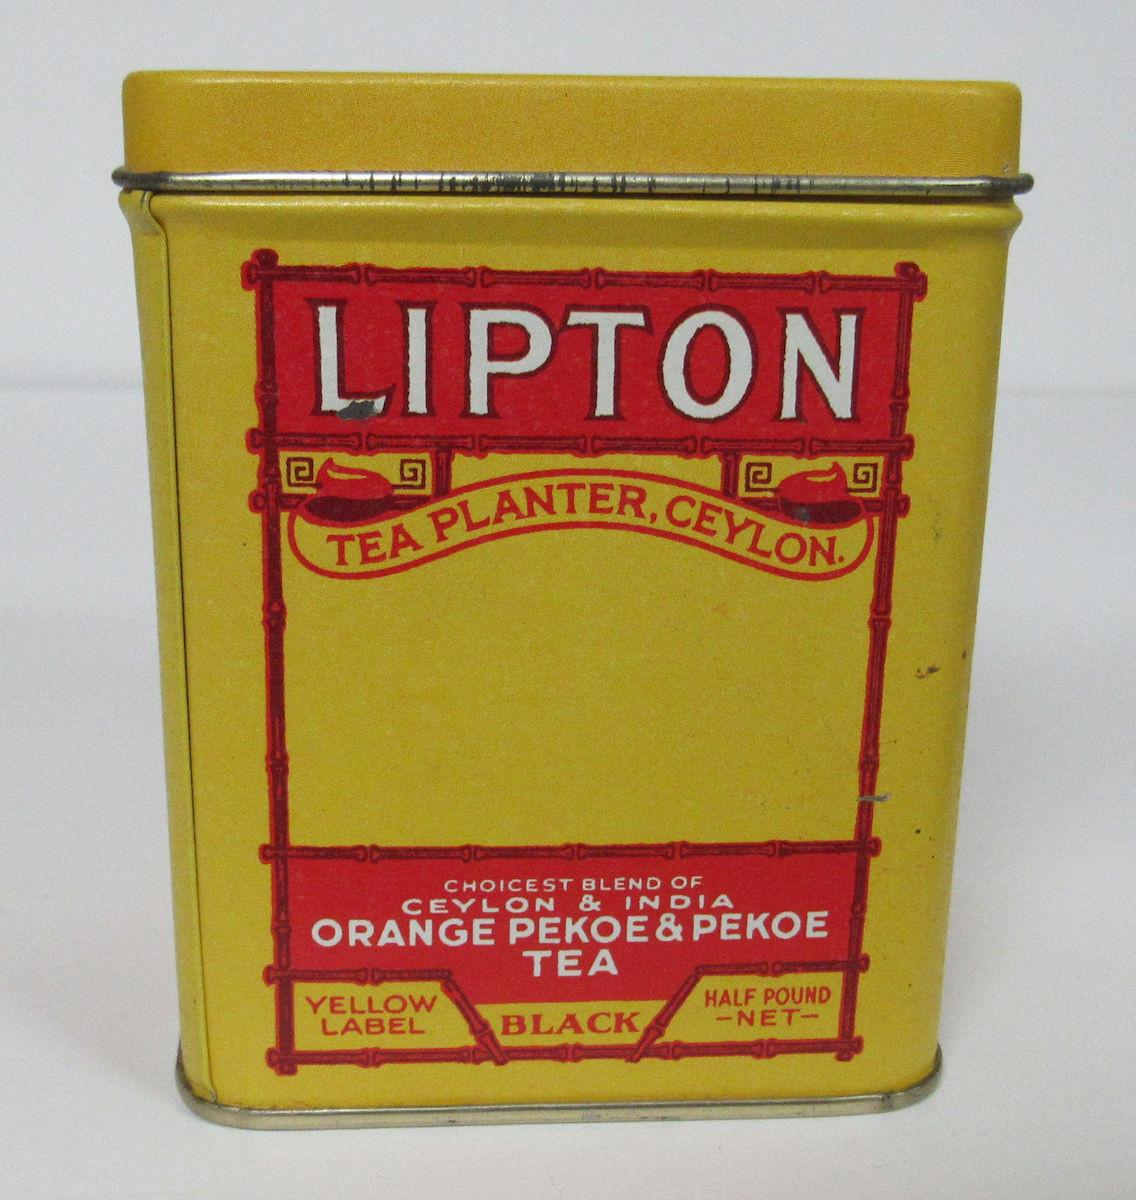 LIPTON
TEA PLANTER, CEYLON.
CHOICEST BLEND OF
CEYLON & INDIA
ORANGE PEKOE & PEKOE
TEA
YELLOW
LABEL
BLACK
HALF POUND
-NET-